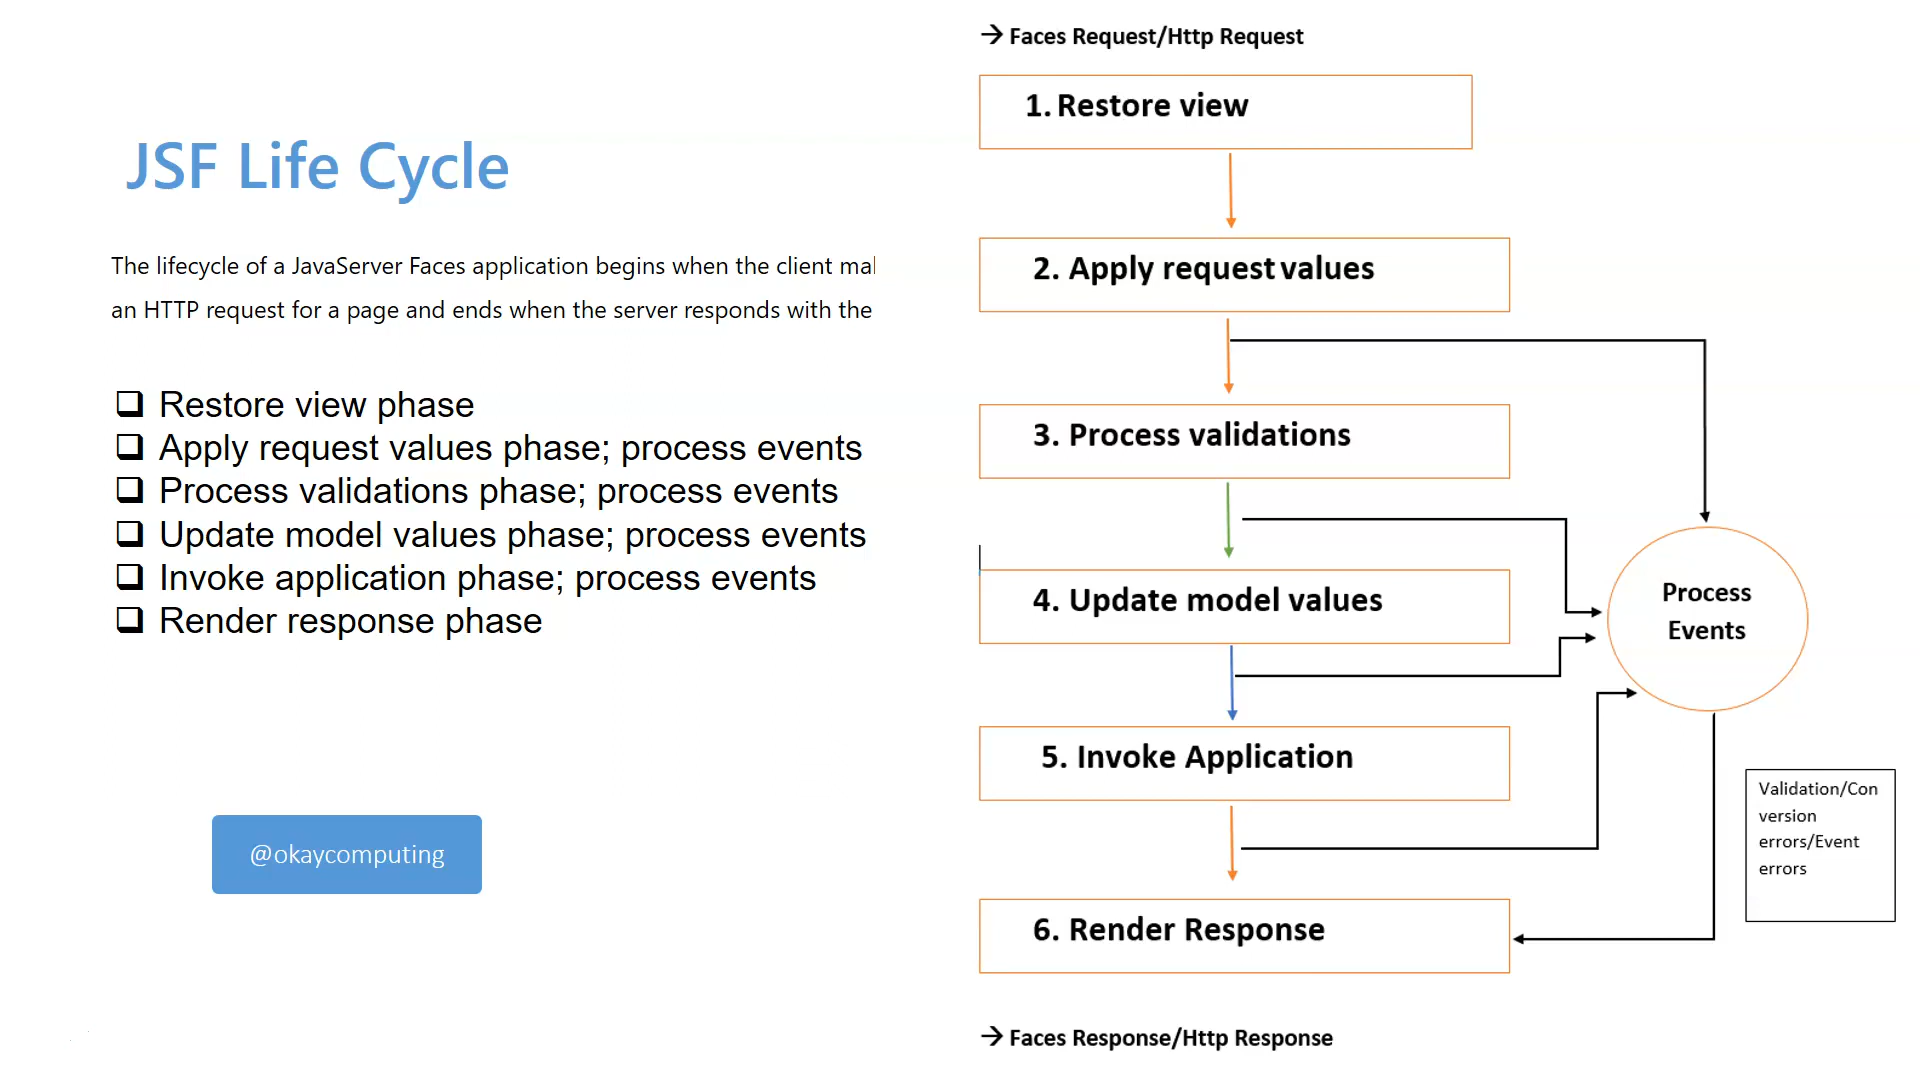 JSF Life Cycle
The lifecycle of a JavaServer Faces application begins when the client
an HTTP request for a page and ends when the server responds with the
❑ Restore view phase
❑ Apply request values phase; process events
❑ Process validations phase; process events
❑ Update model values phase; process events
❑ Invoke application phase; process events
❑ Render response phase
@okaycomputing
→ Faces Request/Http Request
1. Restore view
2. Apply request values
3. Process validations
4. Update model values
5. Invoke Application
6. Render Response
Process
Events
Validation/Con
version
errors/Event
errors
→ Faces Response/Http Response